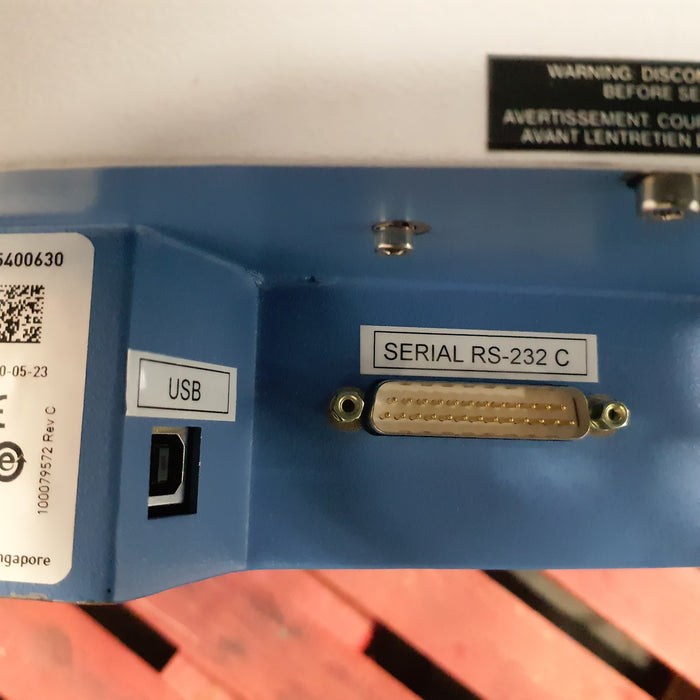 WARNING. DISCO
BEFORE SE
AVERTISSEMENT. COU
AVANT LENTRETIEN
5400630
0-05-23
100079572 Rev C
ngapore
USB
SERIAL RS-232 C